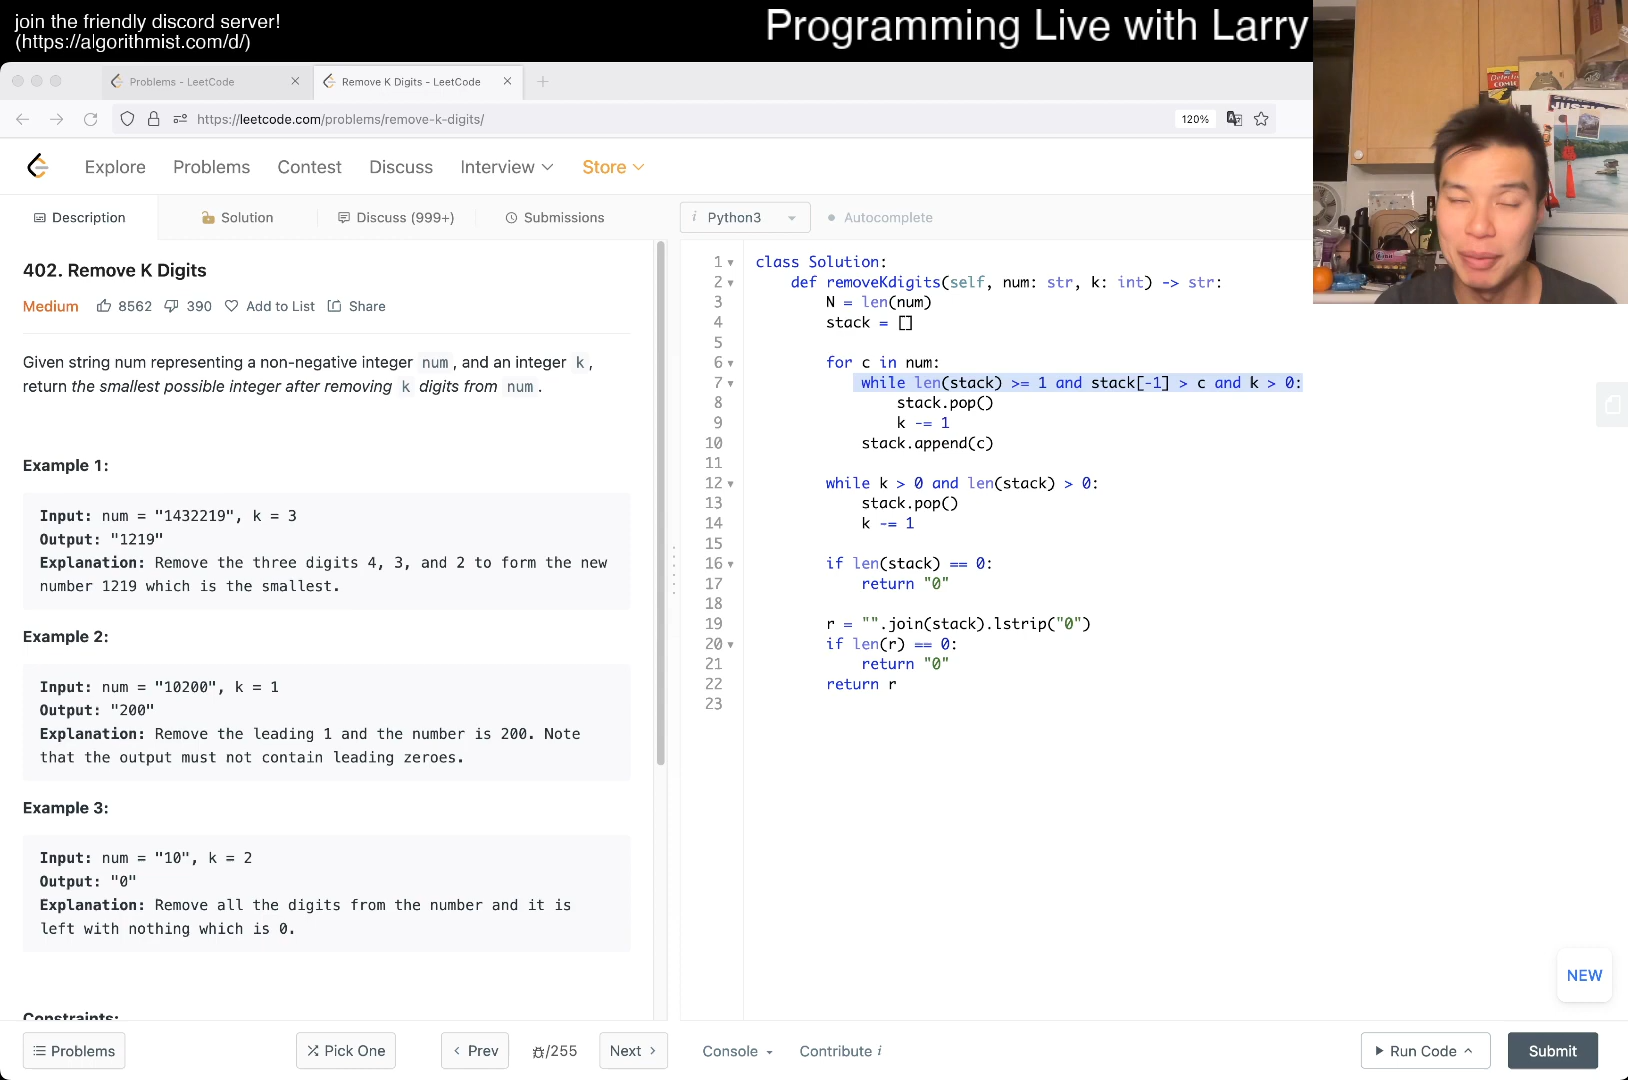 join the friendly discord server!
(https://algorithmist.com/d/)
Programming Live with Larry
Problems - LeetCode
Remove K Digits - LeetCode
https://leetcode.com/problems/remove-k-digits/
120%
Explore
Problems
Contest
Discuss
Interview
Store
Description
Solution
Discuss (999+)
Submissions
i Python3
Autocomplete
402. Remove K Digits
Medium
8562
390
Add to List
Share
Given string num representing a non-negative integer num, and an integer k,
return the smallest possible integer after removing k digits from num.
Example 1:
Input: num = "1432219", k = 3
Output: "1219"
Explanation: Remove the three digits 4, 3, and 2 to form the new
number 1219 which is the smallest.
Example 2:
Input: num = "10200", k = 1
Output: "200"
Explanation: Remove the leading 1 and the number is 200. Note
that the output must not contain leading zeroes.
Example 3:
Input: num = "10", k = 2
Output: "0"
Explanation: Remove all the digits from the number and it is
left with nothing which is 0.
Constraints:
1 class Solution:
2 def removeKdigits(self, num: str, k: int) -> str:
3 N = len(num)
4 stack = []
5
6 for c in num:
7 while len(stack) >= 1 and stack[-1] > c and k > 0:
8 stack.pop()
9 k -= 1
10 stack.append(c)
11
12 while k > 0 and len(stack) > 0:
13 stack.pop()
14 k -= 1
15
16 if len(stack) == 0:
17 return "0"
18
19 r = "".join(stack).lstrip("0")
20 if len(r) == 0:
21 return "0"
22 return r
23
NEW
Problems
Pick One
Prev
/255
Next
Console
Contribute i
Run Code
Submit